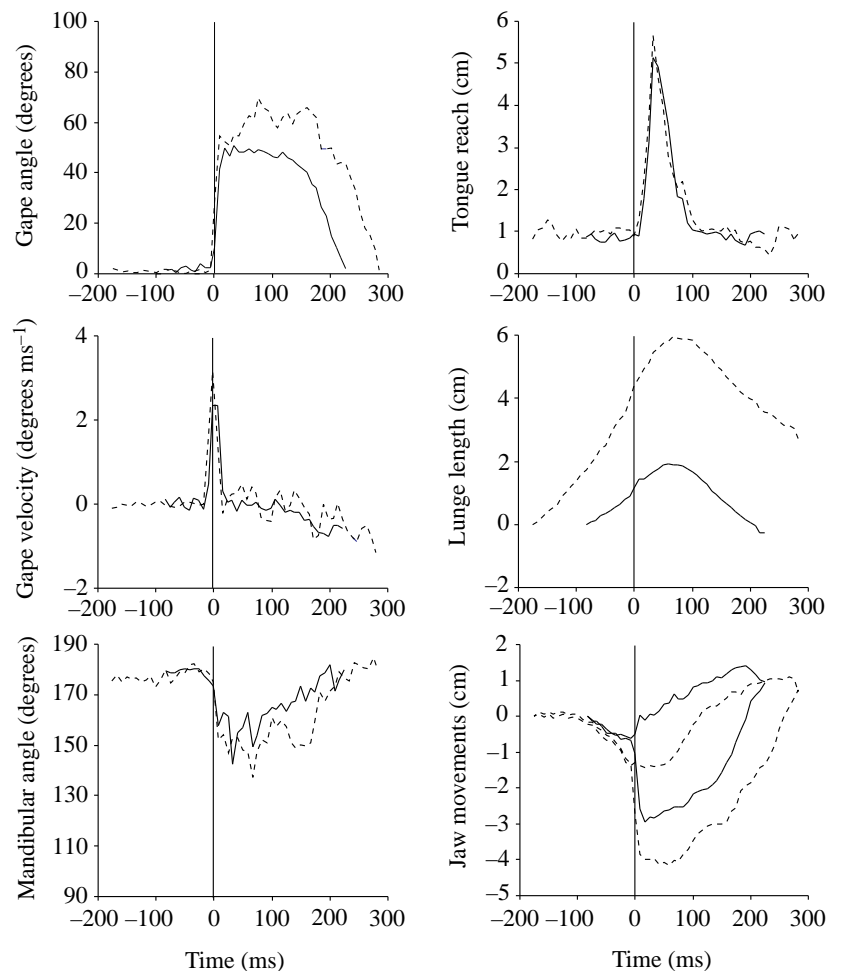 Gape angle (degrees)
100
80
60
40
20
0
–200 –100 0 100 200 300
Tongue reach (cm)
6
5
4
3
2
1
0
–200 –100 0 100 200 300
Gape velocity (degrees ms–1)
4
2
0
–2
–200 –100 0 100 200 300
Lunge length (cm)
6
4
2
0
–2
–200 –100 0 100 200 300
Mandibular angle (degrees)
190
170
150
130
110
90
–200 –100 0 100 200 300
Time (ms)
Jaw movements (cm)
2
1
0
–1
–2
–3
–4
–5
–200 –100 0 100 200 300
Time (ms)